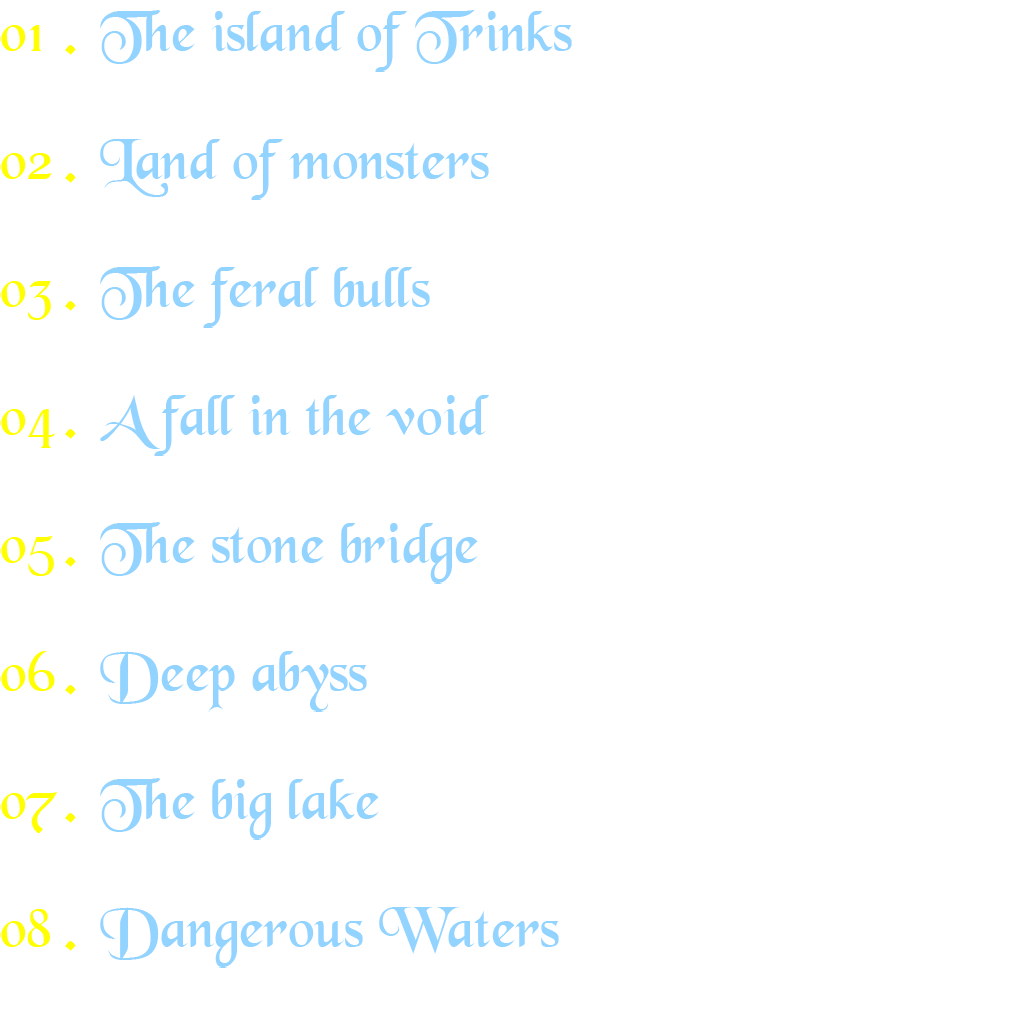 01 . The island of Trinks
02 . Land of monsters
03 . The feral bulls
04 . A fall in the void
05 . The stone bridge
06 . Deep abyss
07 . The big lake
08 . Dangerous Waters